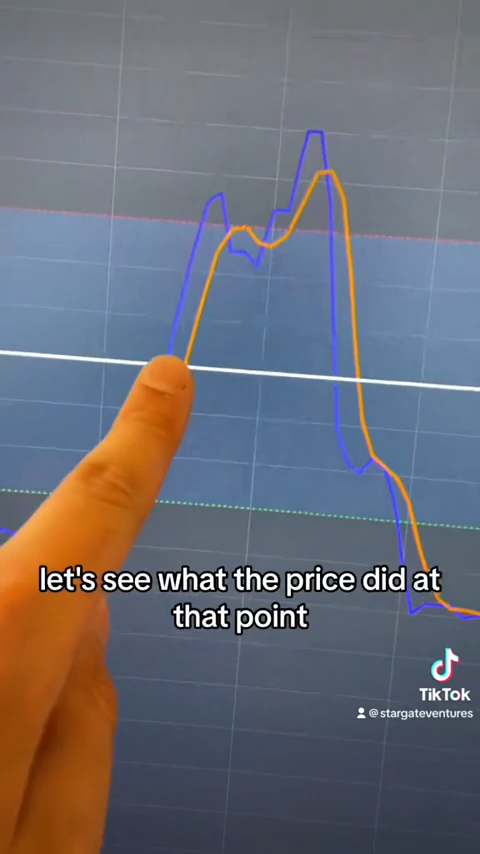 let's see what the price did at
that point
TikTok
@stargateventures